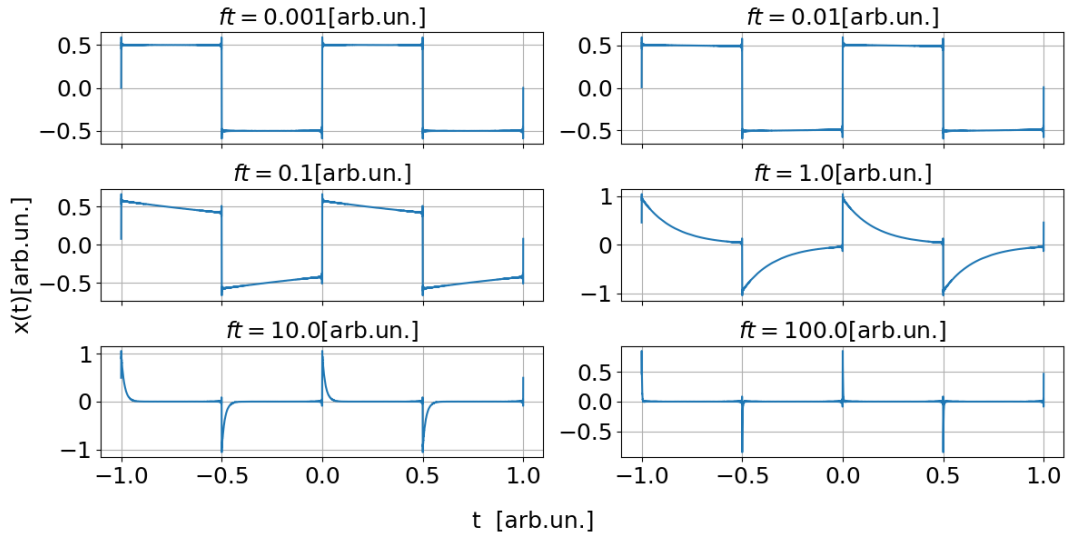 ft = 0.001[arb.un.]
ft = 0.01[arb.un.]
0.5
0.0
−0.5
0.5
0.0
−0.5
ft = 0.1[arb.un.]
ft = 1.0[arb.un.]
0.5
0.0
−0.5
1
0
−1
x(t)[arb.un.]
ft = 10.0[arb.un.]
ft = 100.0[arb.un.]
1
0
−1
0.5
0.0
−0.5
−1.0 −0.5 0.0 0.5 1.0
−1.0 −0.5 0.0 0.5 1.0
t [arb.un.]